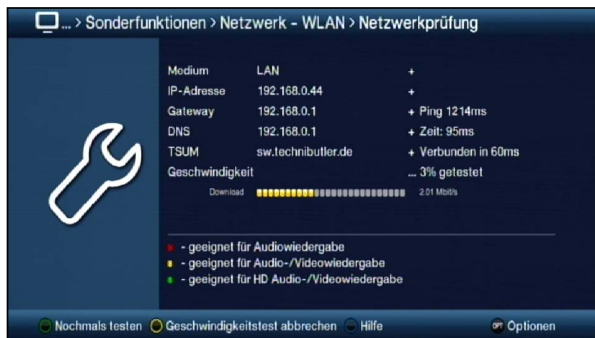 ... > Sonderfunktionen > Netzwerk - WLAN > Netzwerkprüfung
Medium LAN +
IP-Adresse 192.168.0.44 +
Gateway 192.168.0.1 + Ping 1214ms
DNS 192.168.0.1 + Zeit: 95ms
TSUM sw.technibutler.de + Verbunden in 60ms
Geschwindigkeit ... 3% getestet
Download 2.01 Mbit/s
- geeignet für Audiowiedergabe
- geeignet für Audio-/Videowiedergabe
- geeignet für HD Audio-/Videowiedergabe
Nochmals testen Geschwindigkeitstest abbrechen Hilfe OPT Optionen